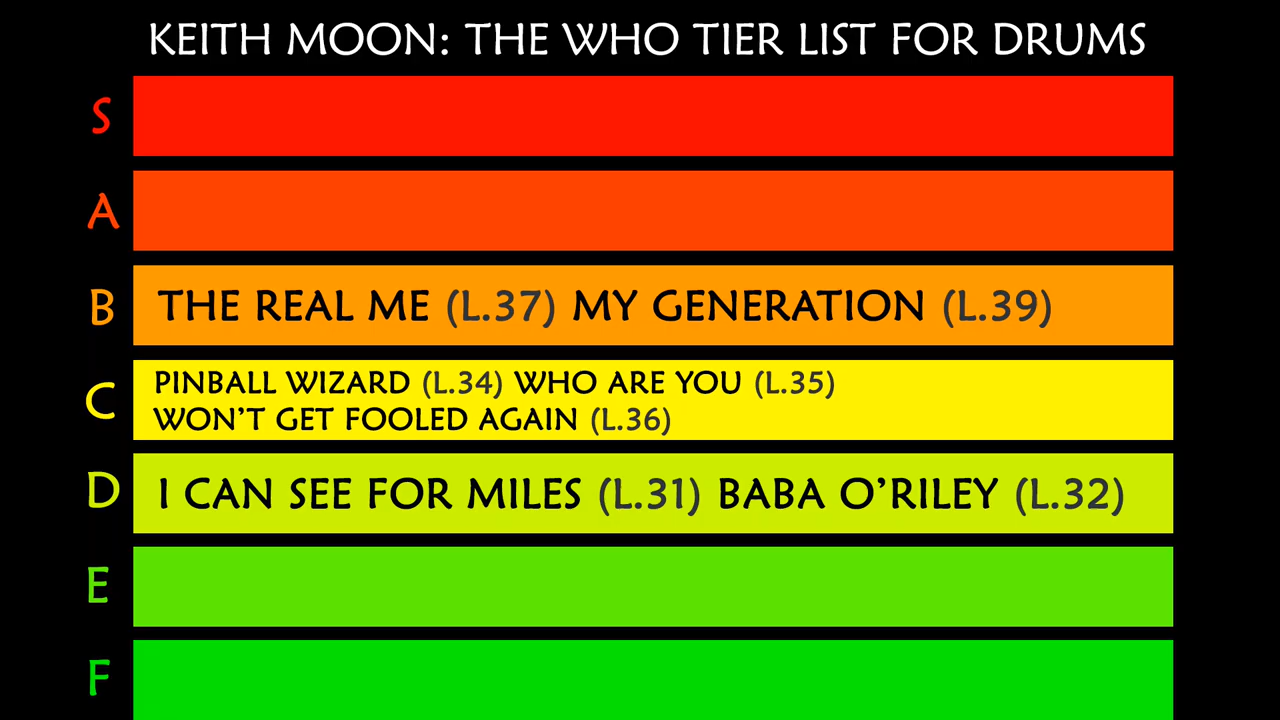 KEITH MOON: THE WHO TIER LIST FOR DRUMS
S
A
B
THE REAL ME (L.37) MY GENERATION (L.39)
C
PINBALL WIZARD (L.34) WHO ARE YOU (L.35)
WON'T GET FOOLED AGAIN (L.36)
D
I CAN SEE FOR MILES (L.31) BABA O'RILEY (L.32)
E
F